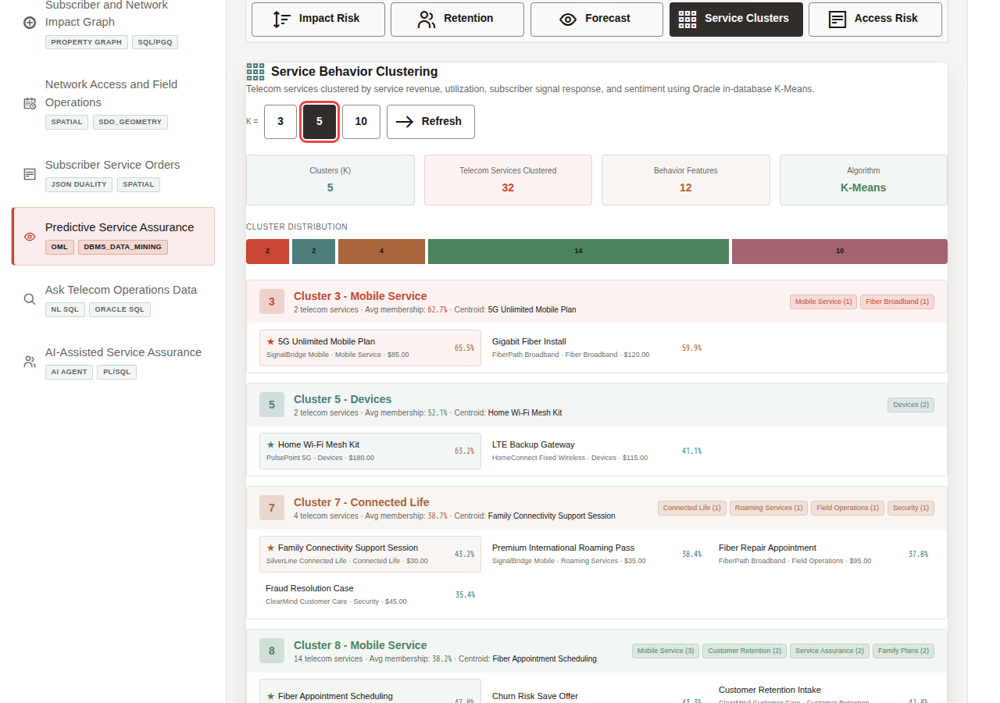 Subscriber and Network
Impact Graph
PROPERTY GRAPH SQL/PGQ
Network Access and Field
Operations
SPATIAL SDO_GEOMETRY
Subscriber Service Orders
JSON DUALITY SPATIAL
Predictive Service Assurance
OML DBMS_DATA_MINING
Ask Telecom Operations Data
NL SQL ORACLE SQL
AI-Assisted Service Assurance
AI AGENT PL/SQL
Impact Risk Retention Forecast Service Clusters Access Risk
Service Behavior Clustering
Telecom services clustered by service revenue, utilization, subscriber signal response, and sentiment using Oracle in-database K-Means.
K = 3 5 10 Refresh
Clusters (K) Telecom Services Clustered Behavior Features Algorithm
5 32 12 K-Means
CLUSTER DISTRIBUTION
2 2 4 14 10
3 Cluster 3 - Mobile Service
2 telecom services · Avg membership: 62.7% · Centroid: 5G Unlimited Mobile Plan
Mobile Service (1) Fiber Broadband (1)
★ 5G Unlimited Mobile Plan 65.5%
SignalBridge Mobile · Mobile Service · $85.00
Gigabit Fiber Install 59.9%
FiberPath Broadband · Fiber Broadband · $120.00
5 Cluster 5 - Devices
2 telecom services · Avg membership: 52.1% · Centroid: Home Wi-Fi Mesh Kit
Devices (2)
★ Home Wi-Fi Mesh Kit 63.2%
PulsePoint 5G · Devices · $180.00
LTE Backup Gateway 41.1%
HomeConnect Fixed Wireless · Devices · $115.00
7 Cluster 7 - Connected Life
4 telecom services · Avg membership: 38.7% · Centroid: Family Connectivity Support Session
Connected Life (1) Roaming Services (1) Field Operations (1) Security (1)
★ Family Connectivity Support Session 43.2%
SilverLine Connected Life · Connected Life · $30.00
Premium International Roaming Pass 38.4%
SignalBridge Mobile · Roaming Services · $35.00
Fiber Repair Appointment 37.8%
FiberPath Broadband · Field Operations · $95.00
Fraud Resolution Case 35.4%
ClearMind Customer Care · Security · $45.00
8 Cluster 8 - Mobile Service
14 telecom services · Avg membership: 38.2% · Centroid: Fiber Appointment Scheduling
Mobile Service (3) Customer Retention (2) Service Assurance (2) Family Plans (2)
★ Fiber Appointment Scheduling 47.0%
Churn Risk Save Offer 43.3%
Customer Retention Intake 42.8%
ClearMind Customer Care · Customer Retention